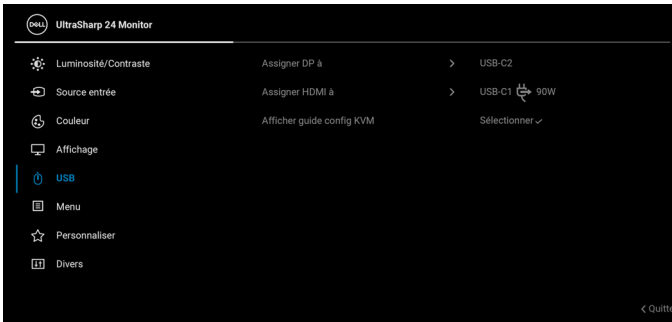 DELL UltraSharp 24 Monitor
Luminosité/Contraste Assigner DP à > USB-C2
Source entrée Assigner HDMI à > USB-C1 90W
Couleur Afficher guide config KVM Sélectionner ✓
Affichage
USB
Menu
Personnaliser
Divers
< Quitte